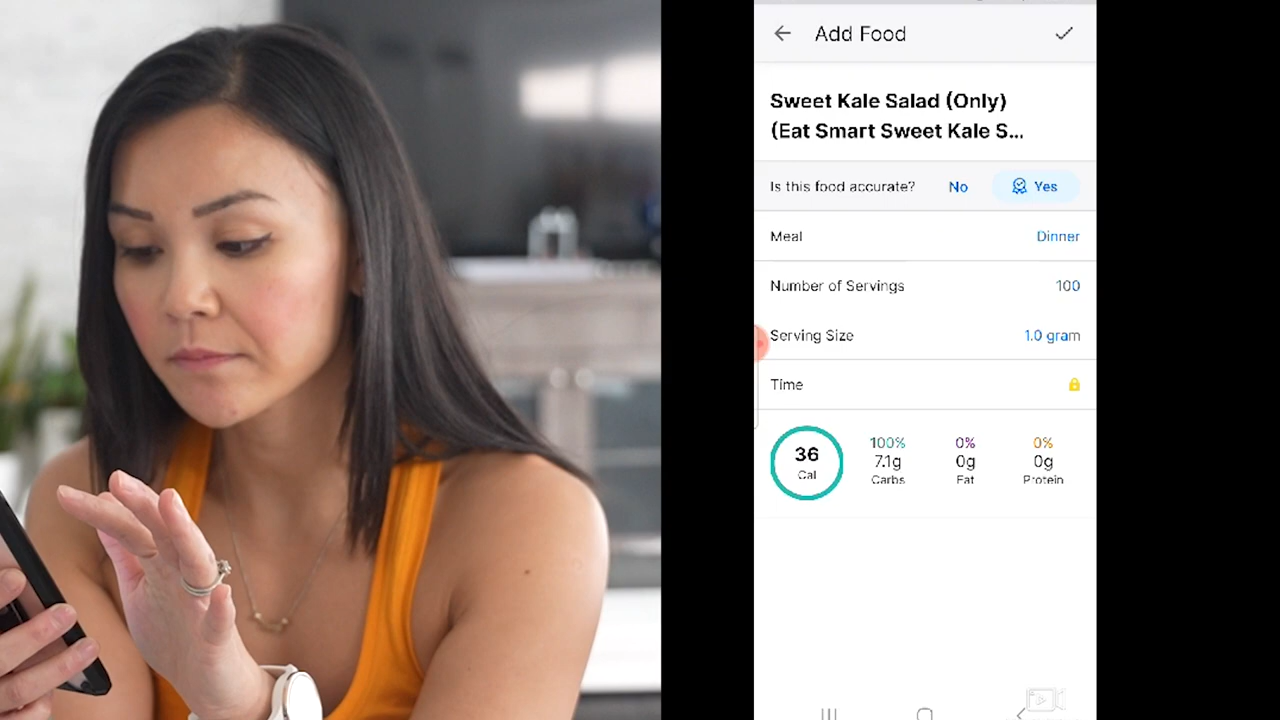 Add Food
Sweet Kale Salad (Only)
(Eat Smart Sweet Kale S...
Is this food accurate? No Yes
Meal Dinner
Number of Servings 100
Serving Size 1.0 gram
Time
36
Cal
100%
7.1g
Carbs
0%
0g
Fat
0%
0g
Protein